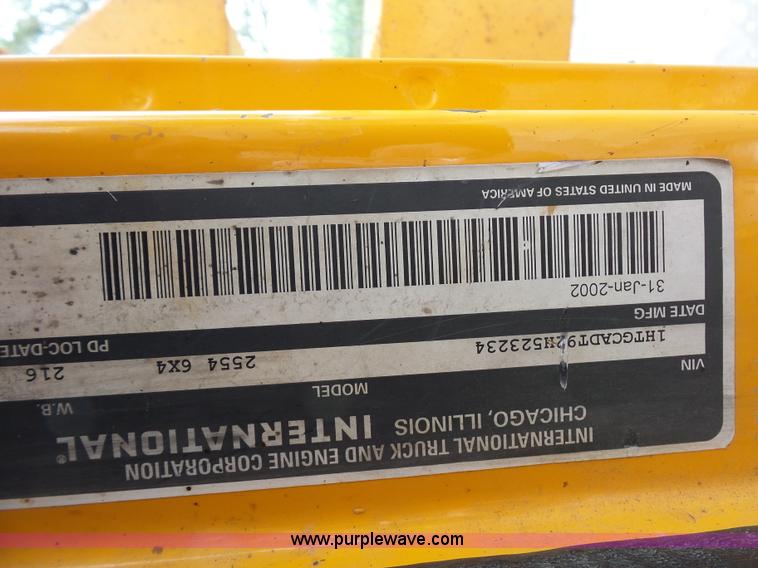 INTERNATIONAL TRUCK AND ENGINE CORPORATION
CHICAGO, ILLINOIS INTERNATIONAL®
VIN MODEL W.B.
1HTGCADT92H523234 2554 6X4 216
DATE MFG PD LOC-DATE
31-Jan-2002
MADE IN UNITED STATES OF AMERICA
www.purplewave.com